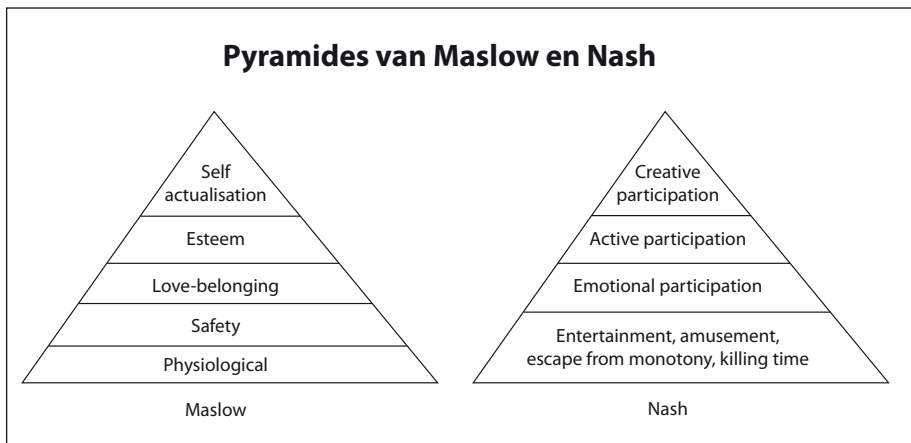 Pyramides van Maslow en Nash
Self
actualisation
Esteem
Love-belonging
Safety
Physiological
Maslow
Creative
participation
Active participation
Emotional participation
Entertainment, amusement,
escape from monotony, killing time
Nash